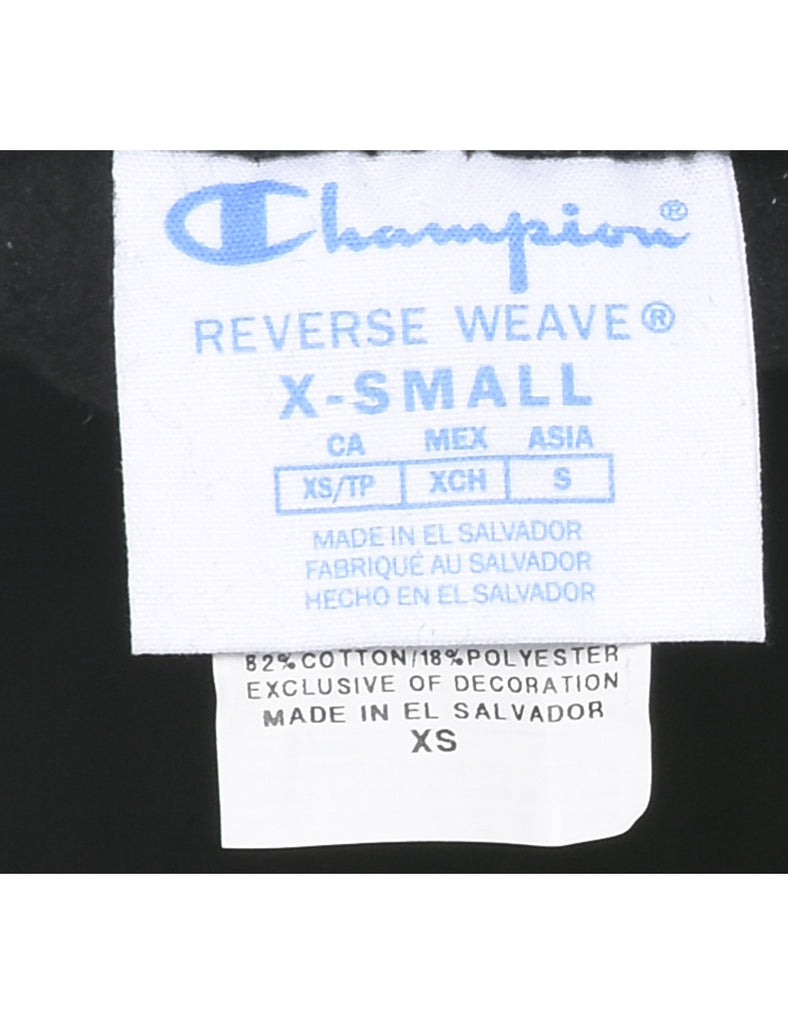 Champion®
REVERSE WEAVE®
X-SMALL
CA MEX ASIA
XS/TP XCH S
MADE IN EL SALVADOR
FABRIQUÉ AU SALVADOR
HECHO EN EL SALVADOR
82% COTTON/18% POLYESTER
EXCLUSIVE OF DECORATION
MADE IN EL SALVADOR
XS